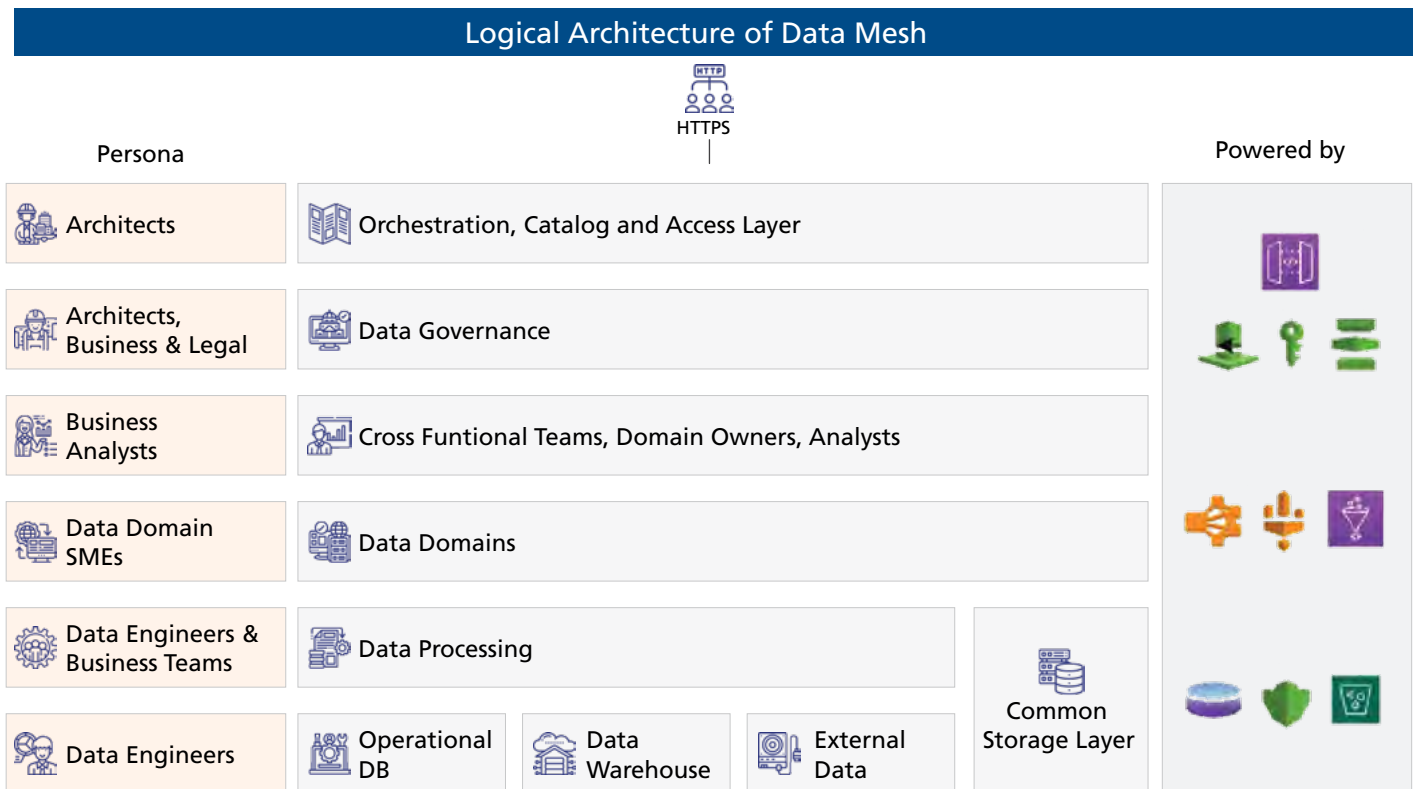 Logical Architecture of Data Mesh
HTTP
HTTPS
Persona
Powered by
Architects
Orchestration, Catalog and Access Layer
Architects,
Business & Legal
Data Governance
Business
Analysts
Cross Funtional Teams, Domain Owners, Analysts
Data Domain
SMEs
Data Domains
Data Engineers &
Business Teams
Data Processing
Common
Storage Layer
Data Engineers
Operational
DB
Data
Warehouse
External
Data